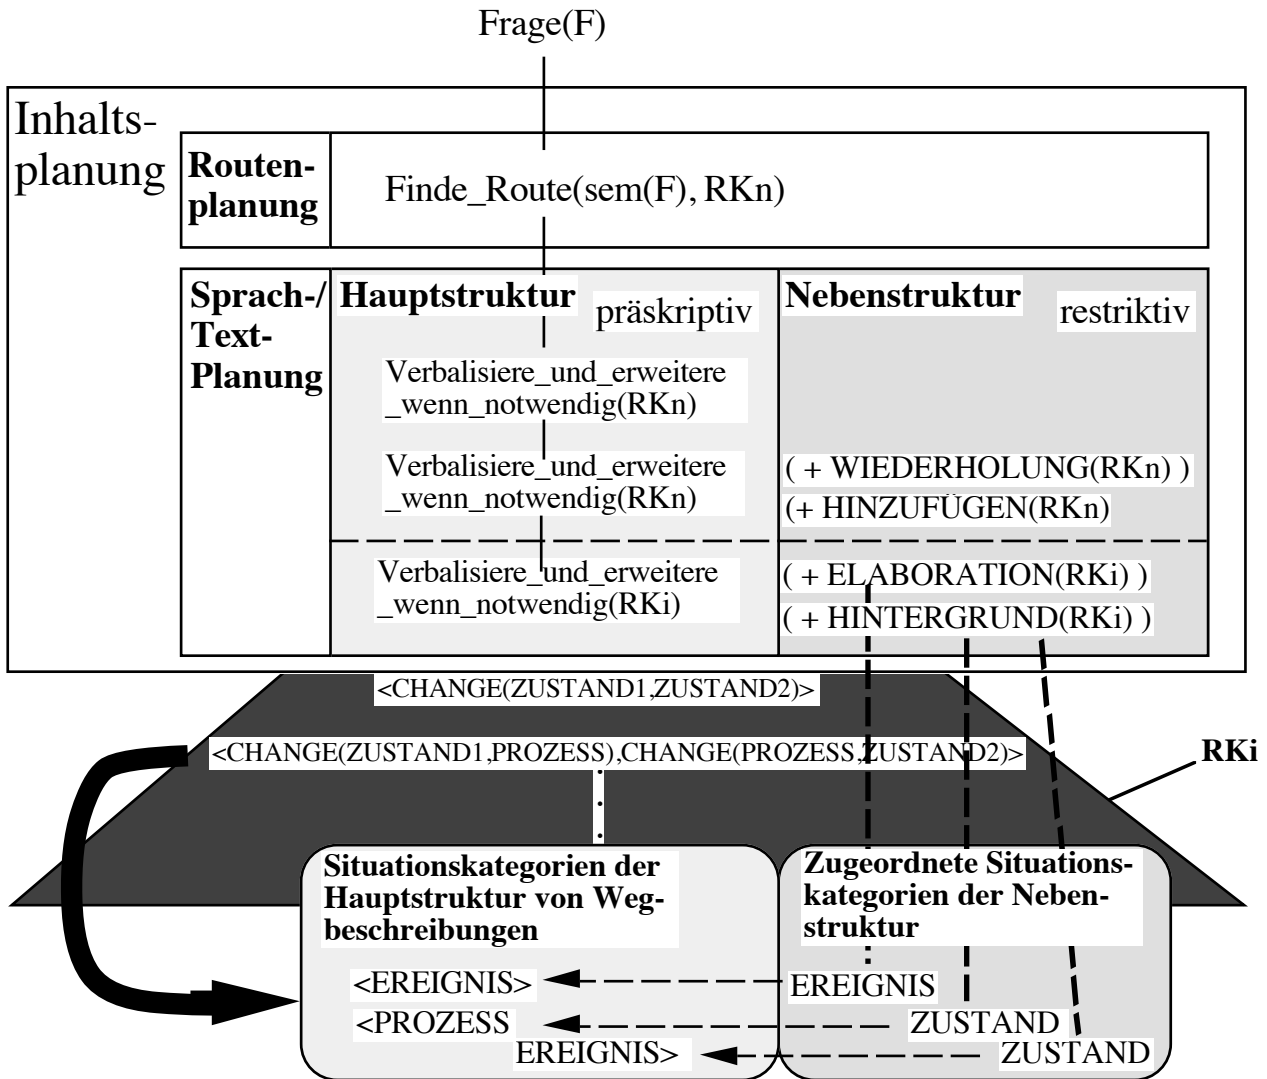 Frage(F)
Inhalts-
planung
Routen-
planung
Finde_Route(sem(F), RKn)
Sprach-/
Text-
Planung
Hauptstruktur
präskriptiv
Verbalisiere_und_erweitere
_wenn_notwendig(RKn)
Verbalisiere_und_erweitere
_wenn_notwendig(RKn)
Verbalisiere_und_erweitere
_wenn_notwendig(RKi)
Nebenstruktur
restriktiv
( + WIEDERHOLUNG(RKn) )
(+ HINZUFÜGEN(RKn)
( + ELABORATION(RKi) )
( + HINTERGRUND(RKi) )
<CHANGE(ZUSTAND1,ZUSTAND2)>
<CHANGE(ZUSTAND1,PROZESS),CHANGE(PROZESS,ZUSTAND2)>
RKi
Situationskategorien der
Hauptstruktur von Weg-
beschreibungen
<EREIGNIS>
<PROZESS
EREIGNIS>
Zugeordnete Situations-
kategorien der Neben-
struktur
EREIGNIS
ZUSTAND
ZUSTAND